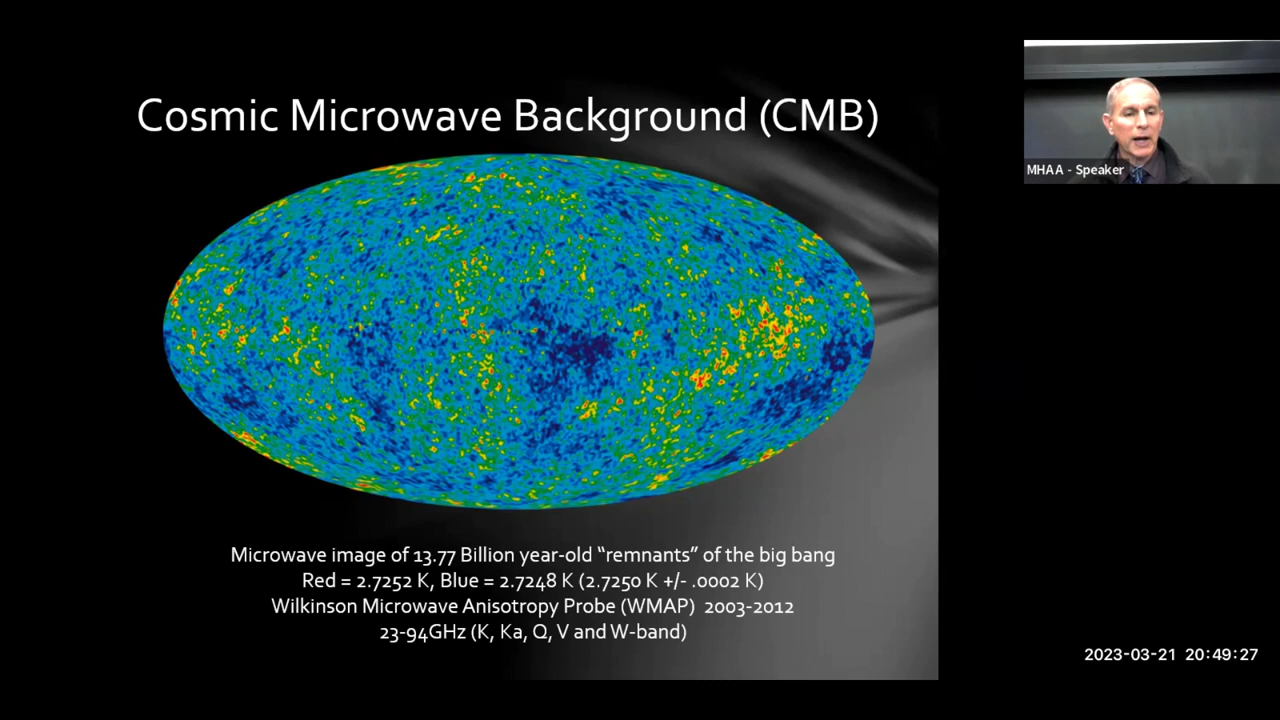 Cosmic Microwave Background (CMB)
MHAA - Speaker
Microwave image of 13.77 Billion year-old “remnants” of the big bang
Red = 2.7252 K, Blue = 2.7248 K (2.7250 K +/- .0002 K)
Wilkinson Microwave Anisotropy Probe (WMAP) 2003-2012
23-94GHz (K, Ka, Q, V and W-band)
2023-03-21 20:49:27